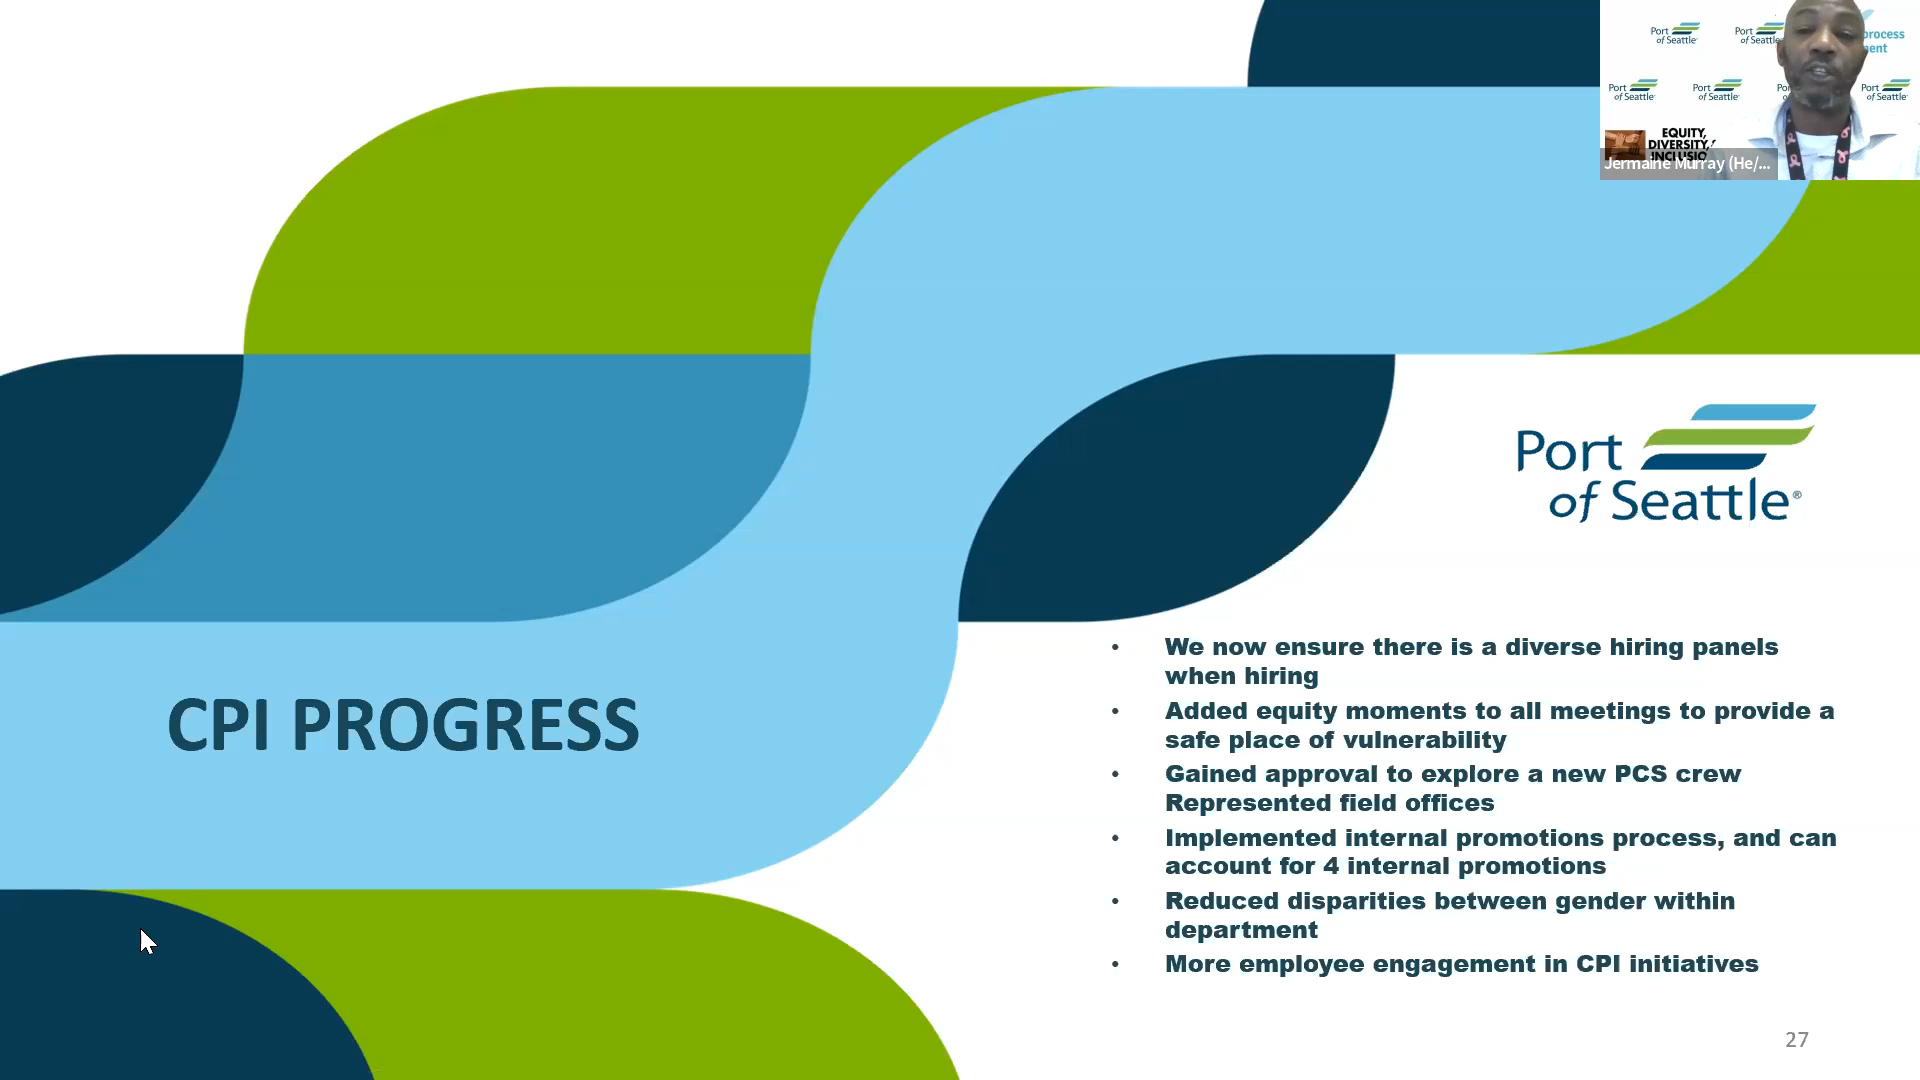 Port
of Seattle
Port
of Seattle
process
Port
of Seattle
Port
of Seattle
Port
of Seattle
EQUITY,
DIVERSITY,
INCLUSIO
Jermaine Murray (He/...
Port
of Seattle®
CPI PROGRESS
• We now ensure there is a diverse hiring panels
when hiring
• Added equity moments to all meetings to provide a
safe place of vulnerability
• Gained approval to explore a new PCS crew
Represented field offices
• Implemented internal promotions process, and can
account for 4 internal promotions
• Reduced disparities between gender within
department
• More employee engagement in CPI initiatives
27